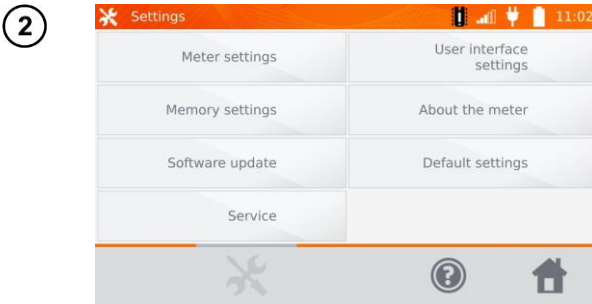 2
Settings
11:02
Meter settings
User interface
settings
Memory settings
About the meter
Software update
Default settings
Service
?